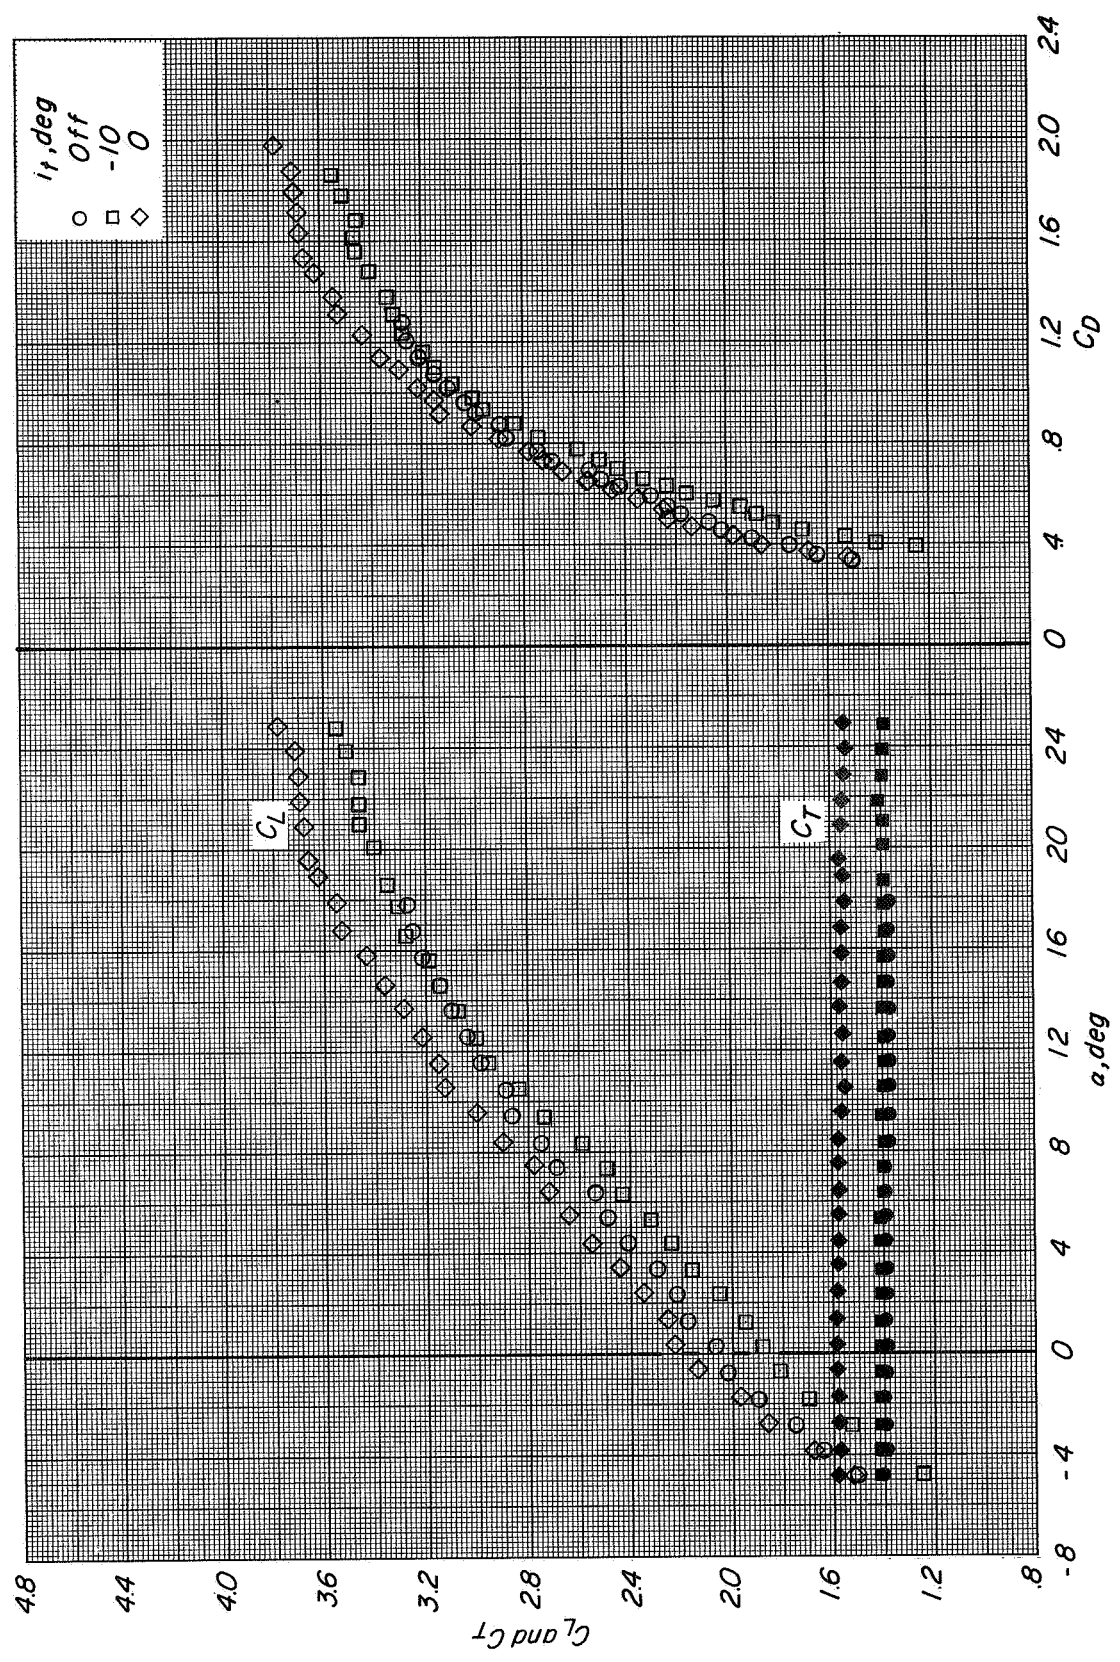 i_t, deg
○ Off
□ -10
◇ 0
C_L
C_T
4.8
4.4
4.0
3.6
3.2
2.8
2.4
2.0
1.6
1.2
.8
C_L and C_T
-8 -4 0 4 8 12 16 20 24
α, deg
0 .4 .8 1.2 1.6 2.0 2.4
C_D